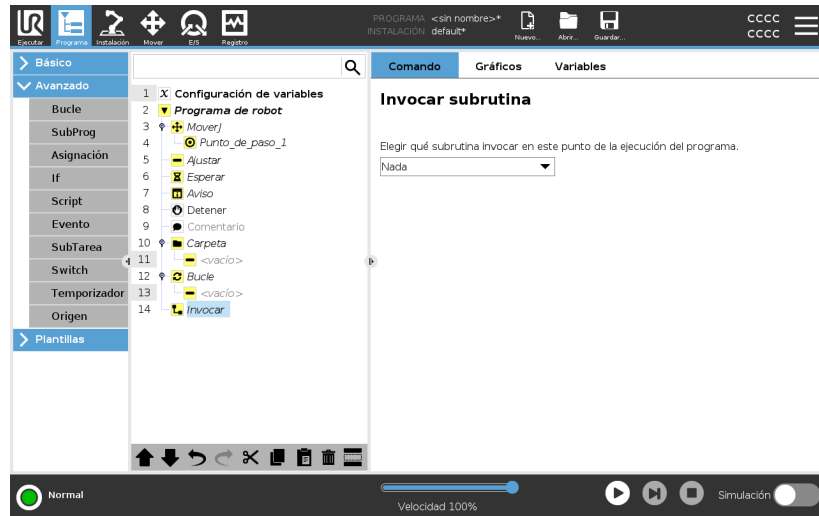 PROGRAMA <sin nombre>*
INSTALACIÓN default*
cccc
cccc
UR
Ejecutar Programa Instalación Mover E/S Registro
Nuevo... Abrir... Guardar...
Básico
Avanzado
Bucle
SubProg
Asignación
If
Script
Evento
SubTarea
Switch
Temporizador
Origen
Plantillas
1 X Configuración de variables
2 Programa de robot
3 MoverJ
4 Punto_de_paso_1
5 Ajustar
6 Esperar
7 Aviso
8 Detener
9 Comentario
10 Carpeta
11 <vacío>
12 Bucle
13 <vacío>
14 Invocar
Comando Gráficos Variables
Invocar subrutina
Elegir qué subrutina invocar en este punto de la ejecución del programa.
Nada
Normal
Velocidad 100%
Simulación